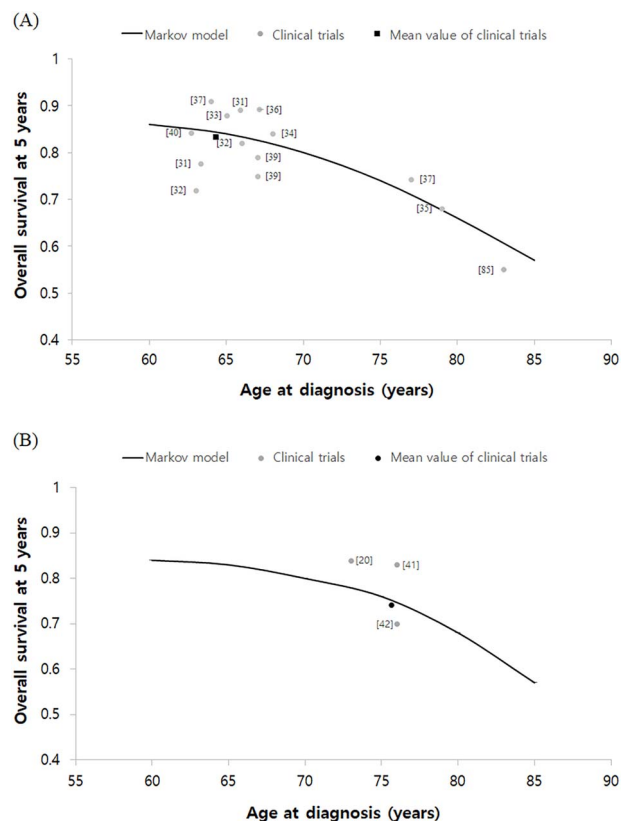 (A)
Markov model Clinical trials Mean value of clinical trials
1
0.9
0.8
0.7
0.6
0.5
0.4
[37] [31] [36]
[33]
[40] [32] [34]
[31] [39]
[32] [39]
[37]
[35]
[85]
55 60 65 70 75 80 85 90
Overall survival at 5 years
Age at diagnosis (years)
(B)
Markov model Clinical trials Mean value of clinical trials
1
0.9
0.8
0.7
0.6
0.5
0.4
[20] [41]
[42]
55 60 65 70 75 80 85 90
Overall survival at 5 years
Age at diagnosis (years)